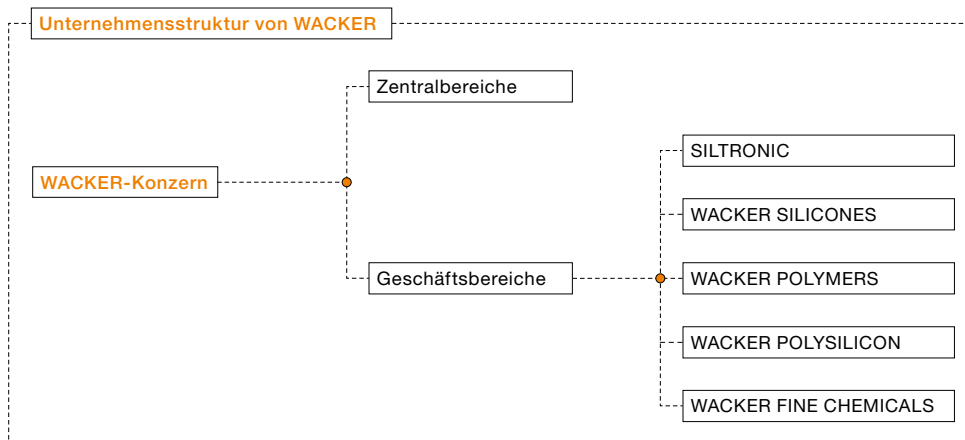 Unternehmensstruktur von WACKER
Zentralbereiche
SILTRONIC
WACKER-Konzern
WACKER SILICONES
Geschäftsbereiche
WACKER POLYMERS
WACKER POLYSILICON
WACKER FINE CHEMICALS